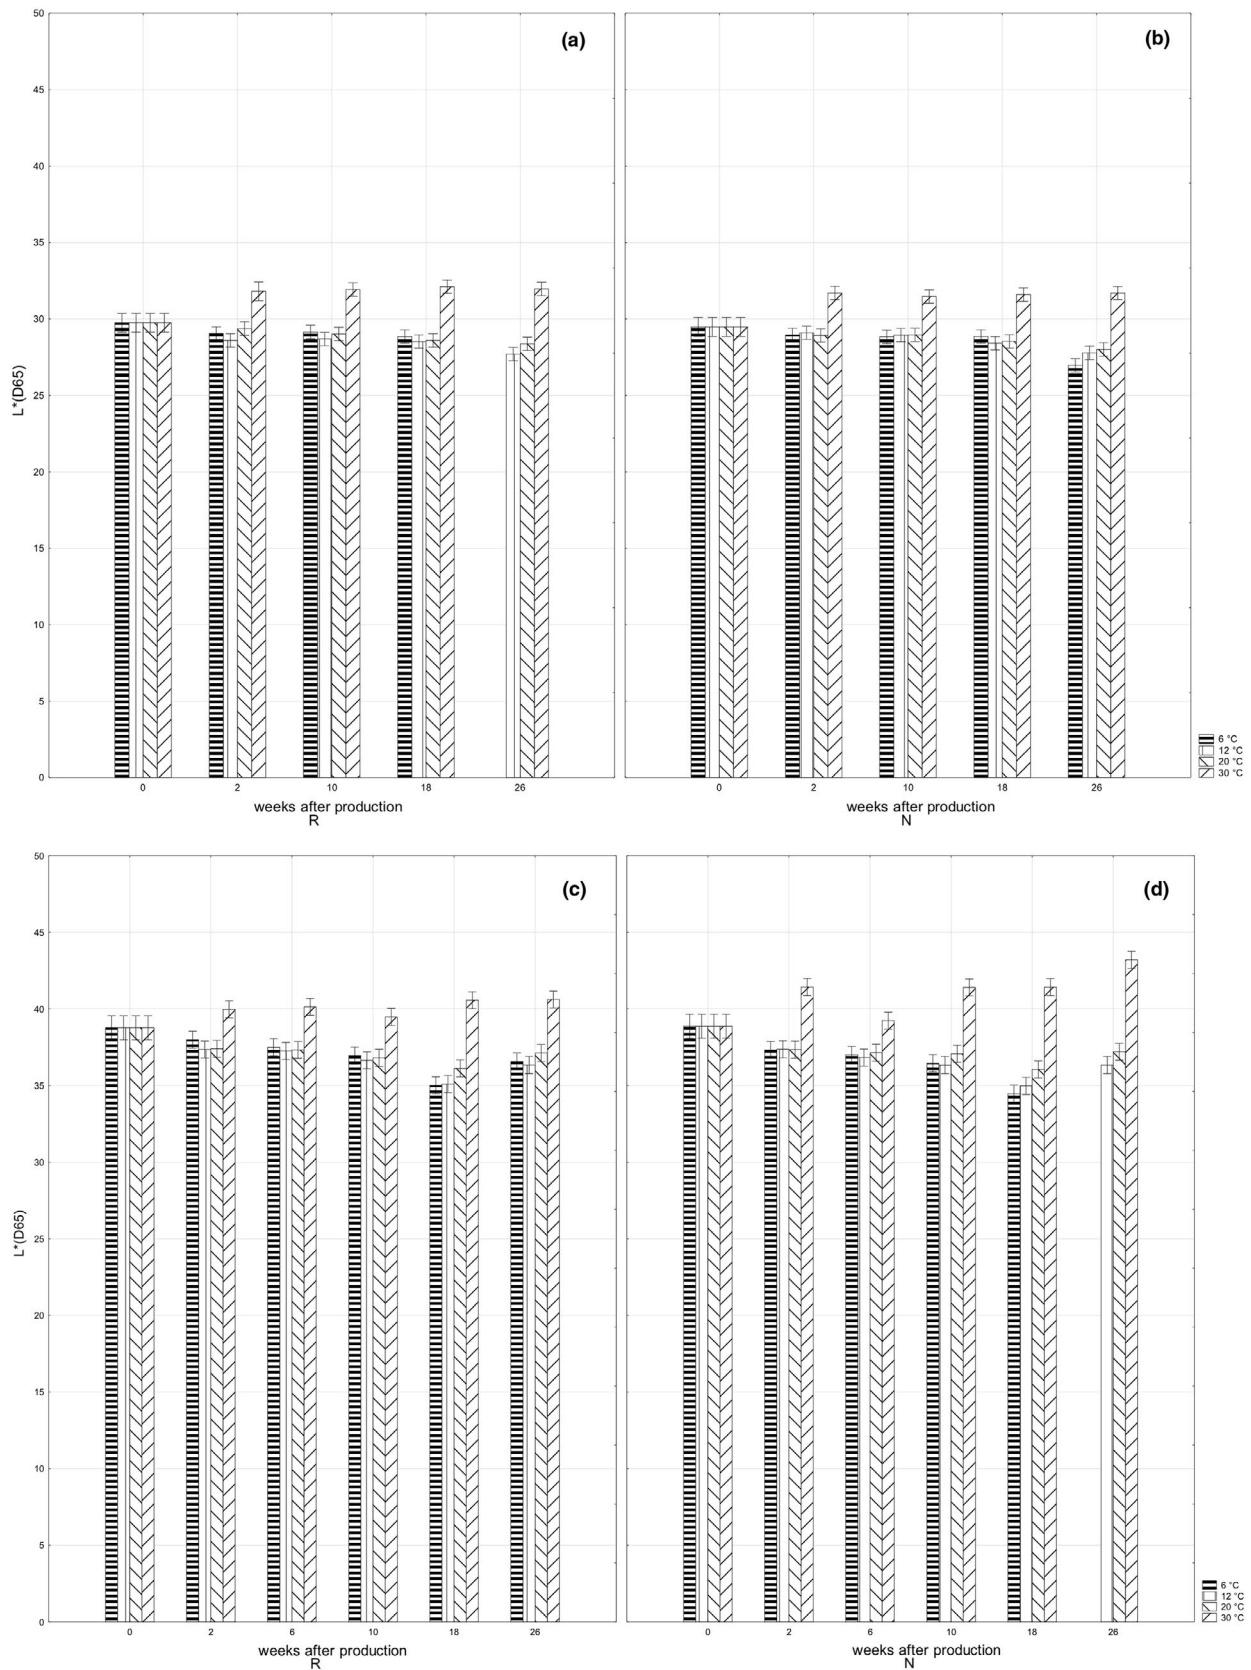 50
45
40
35
30
25
20
15
10
5
0
L*(D65)
(a)
0 2 10 18 26
weeks after production
R
(b)
0 2 10 18 26
weeks after production
N
6 °C
12 °C
20 °C
30 °C
50
45
40
35
30
25
20
15
10
5
0
L*(D65)
(c)
0 2 6 10 18 26
weeks after production
R
(d)
0 2 6 10 18 26
weeks after production
N
6 °C
12 °C
20 °C
30 °C